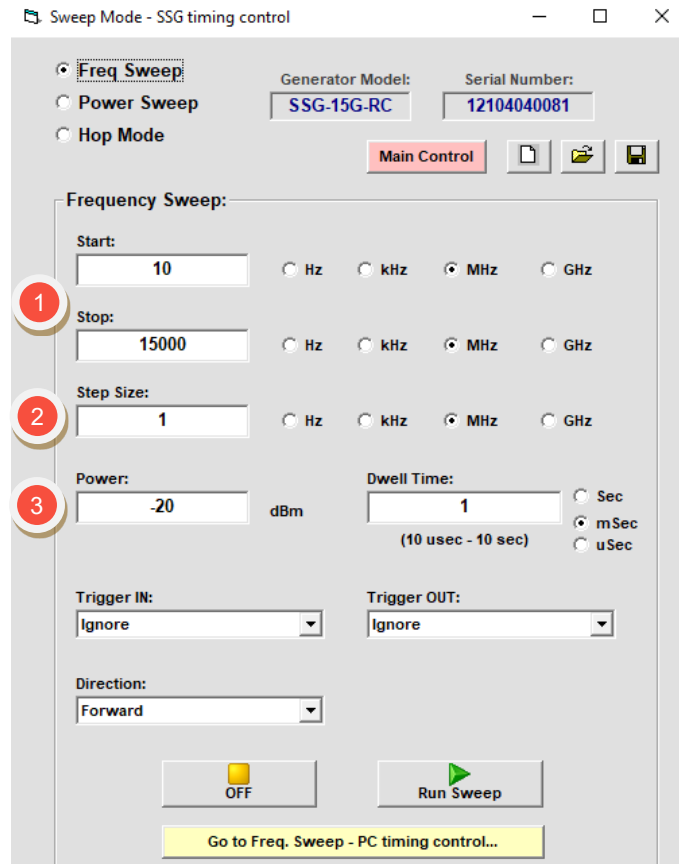 Sweep Mode - SSG timing control
Freq Sweep
Power Sweep
Hop Mode
Generator Model: Serial Number:
SSG-15G-RC 12104040081
Main Control
Frequency Sweep:
Start:
10 Hz kHz MHz GHz
1
Stop:
15000 Hz kHz MHz GHz
Step Size:
2 1 Hz kHz MHz GHz
Power: Dwell Time:
3 -20 dBm 1 Sec
mSec
(10 usec - 10 sec) uSec
Trigger IN: Trigger OUT:
Ignore Ignore
Direction:
Forward
OFF Run Sweep
Go to Freq. Sweep - PC timing control...